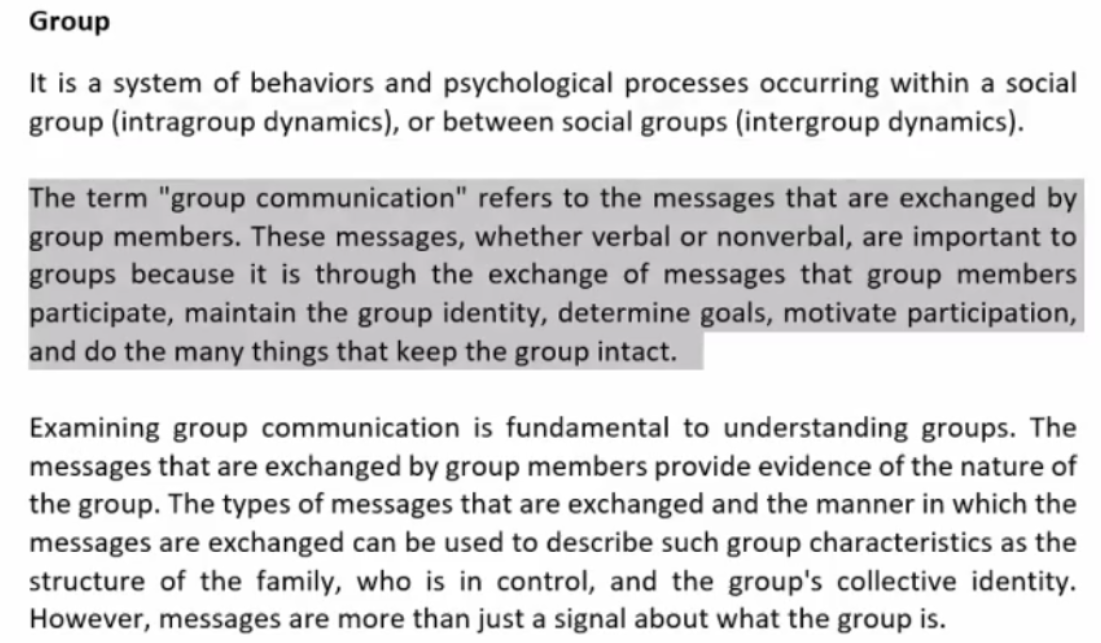 Group
It is a system of behaviors and psychological processes occurring within a social
group (intragroup dynamics), or between social groups (intergroup dynamics).
The term "group communication" refers to the messages that are exchanged by
group members. These messages, whether verbal or nonverbal, are important to
groups because it is through the exchange of messages that group members
participate, maintain the group identity, determine goals, motivate participation,
and do the many things that keep the group intact.
Examining group communication is fundamental to understanding groups. The
messages that are exchanged by group members provide evidence of the nature of
the group. The types of messages that are exchanged and the manner in which the
messages are exchanged can be used to describe such group characteristics as the
structure of the family, who is in control, and the group's collective identity.
However, messages are more than just a signal about what the group is.